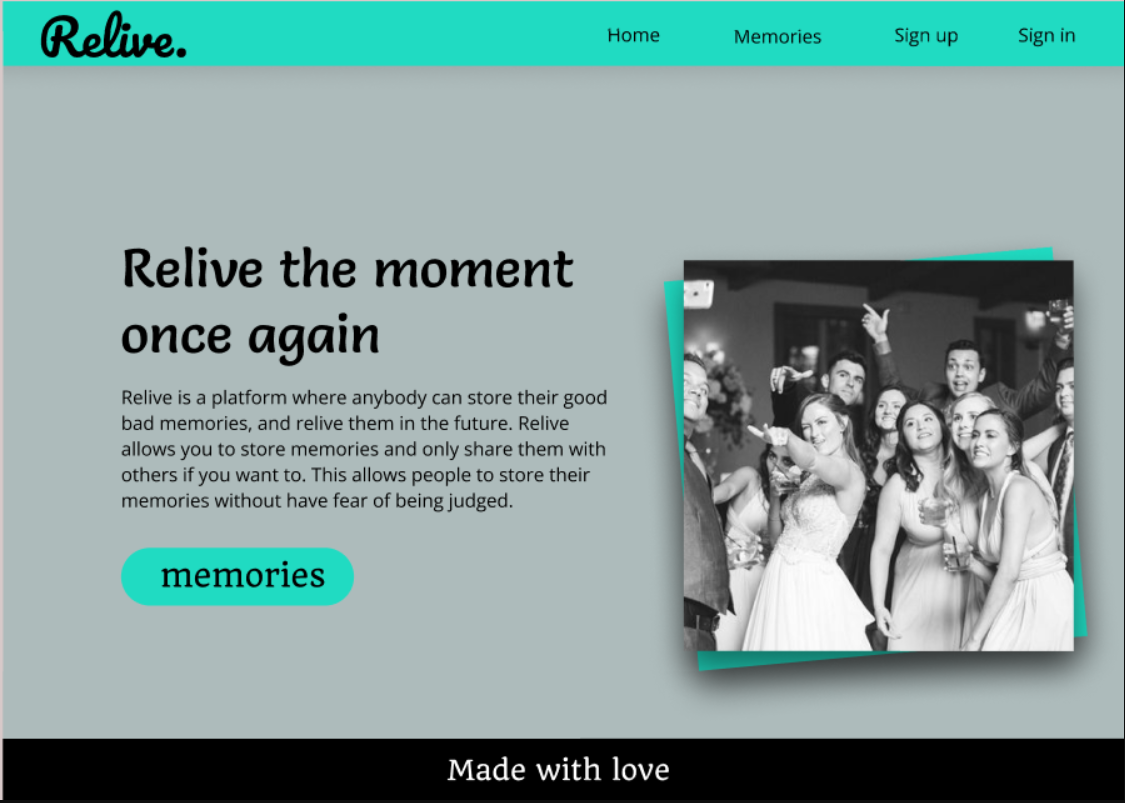 Relive.
Home Memories Sign up Sign in
Relive the moment
once again
Relive is a platform where anybody can store their good
bad memories, and relive them in the future. Relive
allows you to store memories and only share them with
others if you want to. This allows people to store their
memories without have fear of being judged.
memories
Made with love